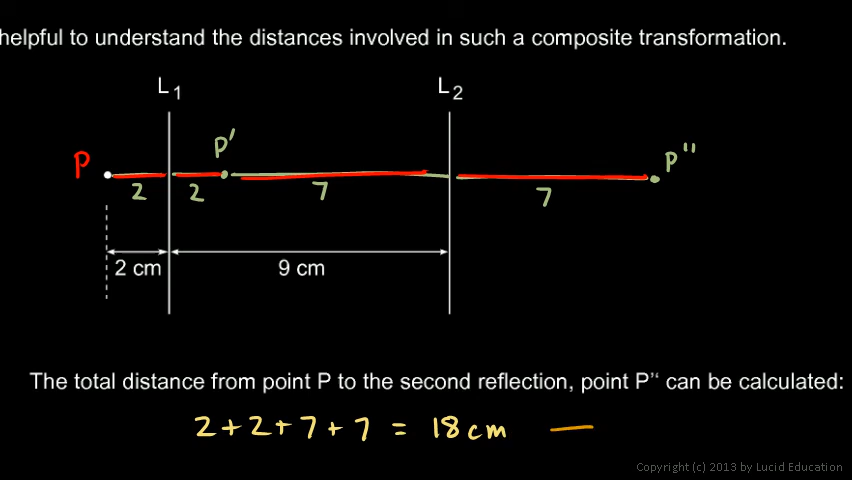 helpful to understand the distances involved in such a composite transformation.
L1 L2
P P' P"
2 2 7 7
2 cm 9 cm
The total distance from point P to the second reflection, point P" can be calculated:
2 + 2 + 7 + 7 = 18 cm —
Copyright (c) 2013 by Lucid Education